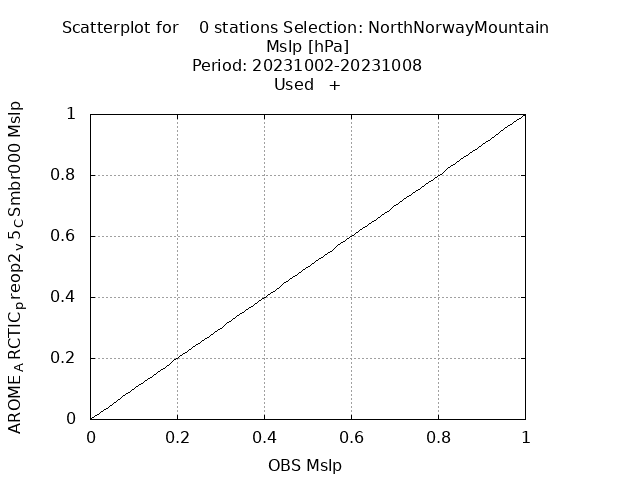 Scatterplot for    0 stations Selection: NorthNorwayMountain
Mslp [hPa]
Period: 20231002-20231008
Used +
1
0.8
0.6
0.4
0.2
0
0 0.2 0.4 0.6 0.8 1
AROME_ARCTIC_preop2_v5_CSmbr000 Mslp
OBS Mslp